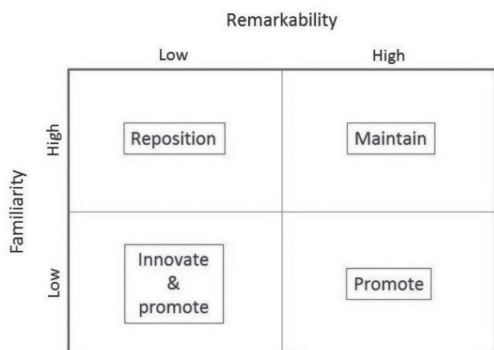 Remarkability
Low High
Familiarity
High
Reposition
Maintain
Low
Innovate
&
promote
Promote